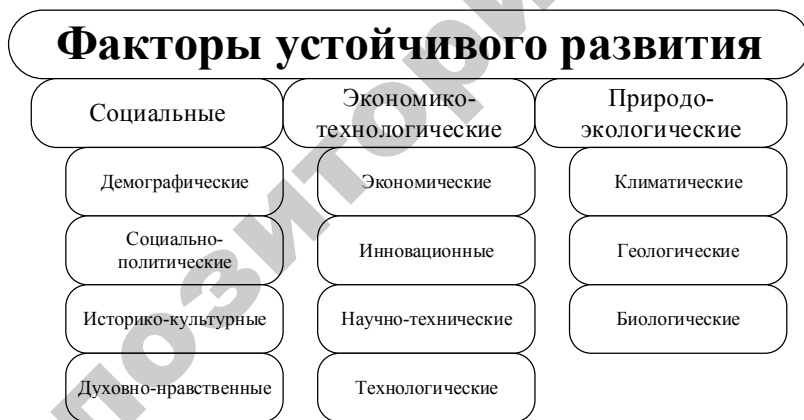 Факторы устойчивого развития
Социальные
Экономико-
технологические
Природо-
экологические
Демографические
Экономические
Климатические
Социально-
политические
Инновационные
Геологические
Историко-культурные
Научно-технические
Биологические
Духовно-нравственные
Технологические